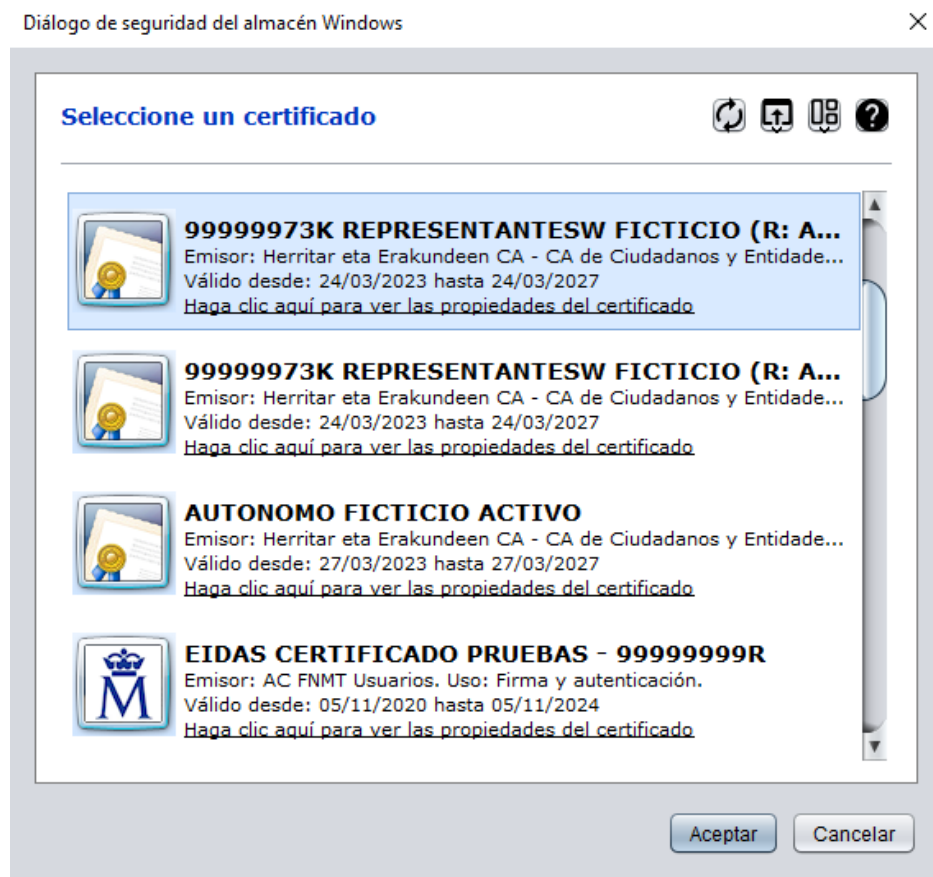 Diálogo de seguridad del almacén Windows
Seleccione un certificado
99999973K REPRESENTANTESW FICTICIO (R: A...
Emisor: Herritar eta Erakundeen CA - CA de Ciudadanos y Entidade...
Válido desde: 24/03/2023 hasta 24/03/2027
Haga clic aquí para ver las propiedades del certificado
99999973K REPRESENTANTESW FICTICIO (R: A...
Emisor: Herritar eta Erakundeen CA - CA de Ciudadanos y Entidade...
Válido desde: 24/03/2023 hasta 24/03/2027
Haga clic aquí para ver las propiedades del certificado
AUTONOMO FICTICIO ACTIVO
Emisor: Herritar eta Erakundeen CA - CA de Ciudadanos y Entidade...
Válido desde: 27/03/2023 hasta 27/03/2027
Haga clic aquí para ver las propiedades del certificado
EIDAS CERTIFICADO PRUEBAS - 99999999R
Emisor: AC FNMT Usuarios. Uso: Firma y autenticación.
Válido desde: 05/11/2020 hasta 05/11/2024
Haga clic aquí para ver las propiedades del certificado
Aceptar
Cancelar